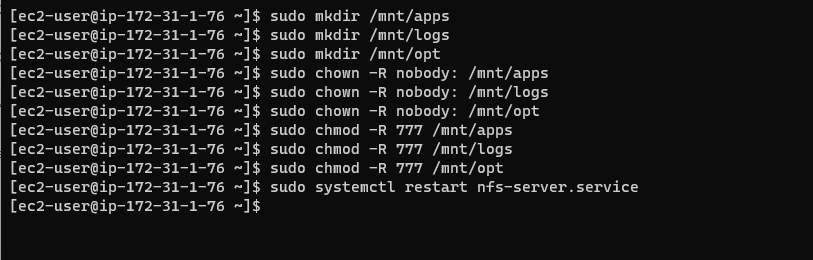 [ec2-user@ip-172-31-1-76 ~]$ sudo mkdir /mnt/apps
[ec2-user@ip-172-31-1-76 ~]$ sudo mkdir /mnt/logs
[ec2-user@ip-172-31-1-76 ~]$ sudo mkdir /mnt/opt
[ec2-user@ip-172-31-1-76 ~]$ sudo chown -R nobody: /mnt/apps
[ec2-user@ip-172-31-1-76 ~]$ sudo chown -R nobody: /mnt/logs
[ec2-user@ip-172-31-1-76 ~]$ sudo chown -R nobody: /mnt/opt
[ec2-user@ip-172-31-1-76 ~]$ sudo chmod -R 777 /mnt/apps
[ec2-user@ip-172-31-1-76 ~]$ sudo chmod -R 777 /mnt/logs
[ec2-user@ip-172-31-1-76 ~]$ sudo chmod -R 777 /mnt/opt
[ec2-user@ip-172-31-1-76 ~]$ sudo systemctl restart nfs-server.service
[ec2-user@ip-172-31-1-76 ~]$